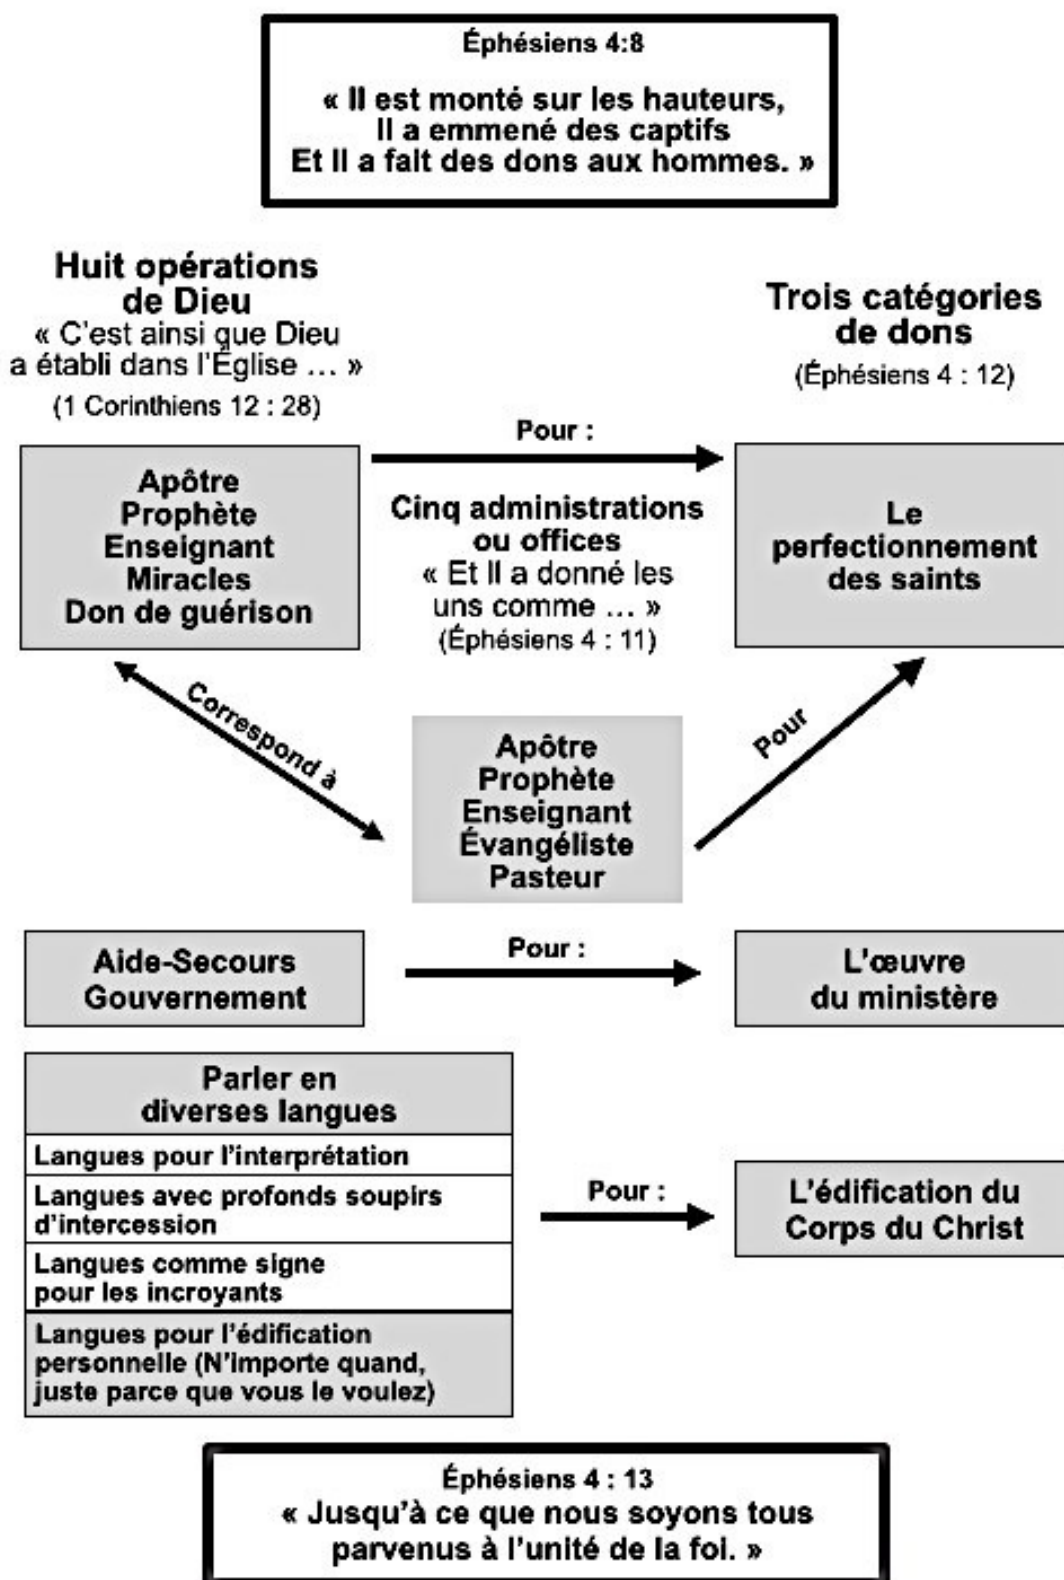 Éphésiens 4:8
« Il est monté sur les hauteurs,
Il a emmené des captifs
Et Il a fait des dons aux hommes. »
Huit opérations
de Dieu
« C'est ainsi que Dieu
a établi dans l'Église … »
(1 Corinthiens 12 : 28)
Trois catégories
de dons
(Éphésiens 4 : 12)
Apôtre
Prophète
Enseignant
Miracles
Don de guérison
Pour :
Cinq administrations
ou offices
« Et Il a donné les
uns comme … »
(Éphésiens 4 : 11)
Le
perfectionnement
des saints
Correspond à
Apôtre
Prophète
Enseignant
Évangéliste
Pasteur
Pour
Aide-Secours
Gouvernement
Pour :
L'œuvre
du ministère
Parler en
diverses langues
Langues pour l'interprétation
Langues avec profonds soupirs
d'intercession
Langues comme signe
pour les incroyants
Langues pour l'édification
personnelle (N'importe quand,
juste parce que vous le voulez)
Pour :
L'édification du
Corps du Christ
Éphésiens 4 : 13
« Jusqu'à ce que nous soyons tous
parvenus à l'unité de la foi. »